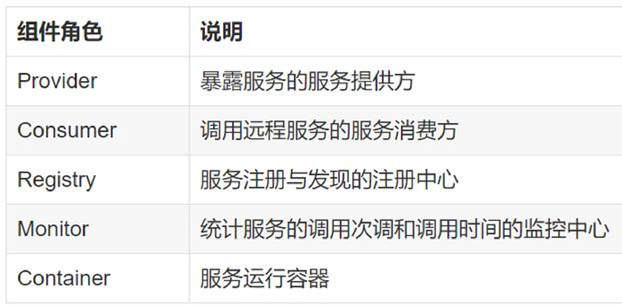 组件角色 说明
Provider 暴露服务的服务提供方
Consumer 调用远程服务的服务消费方
Registry 服务注册与发现的注册中心
Monitor 统计服务的调用次调和调用时间的监控中心
Container 服务运行容器